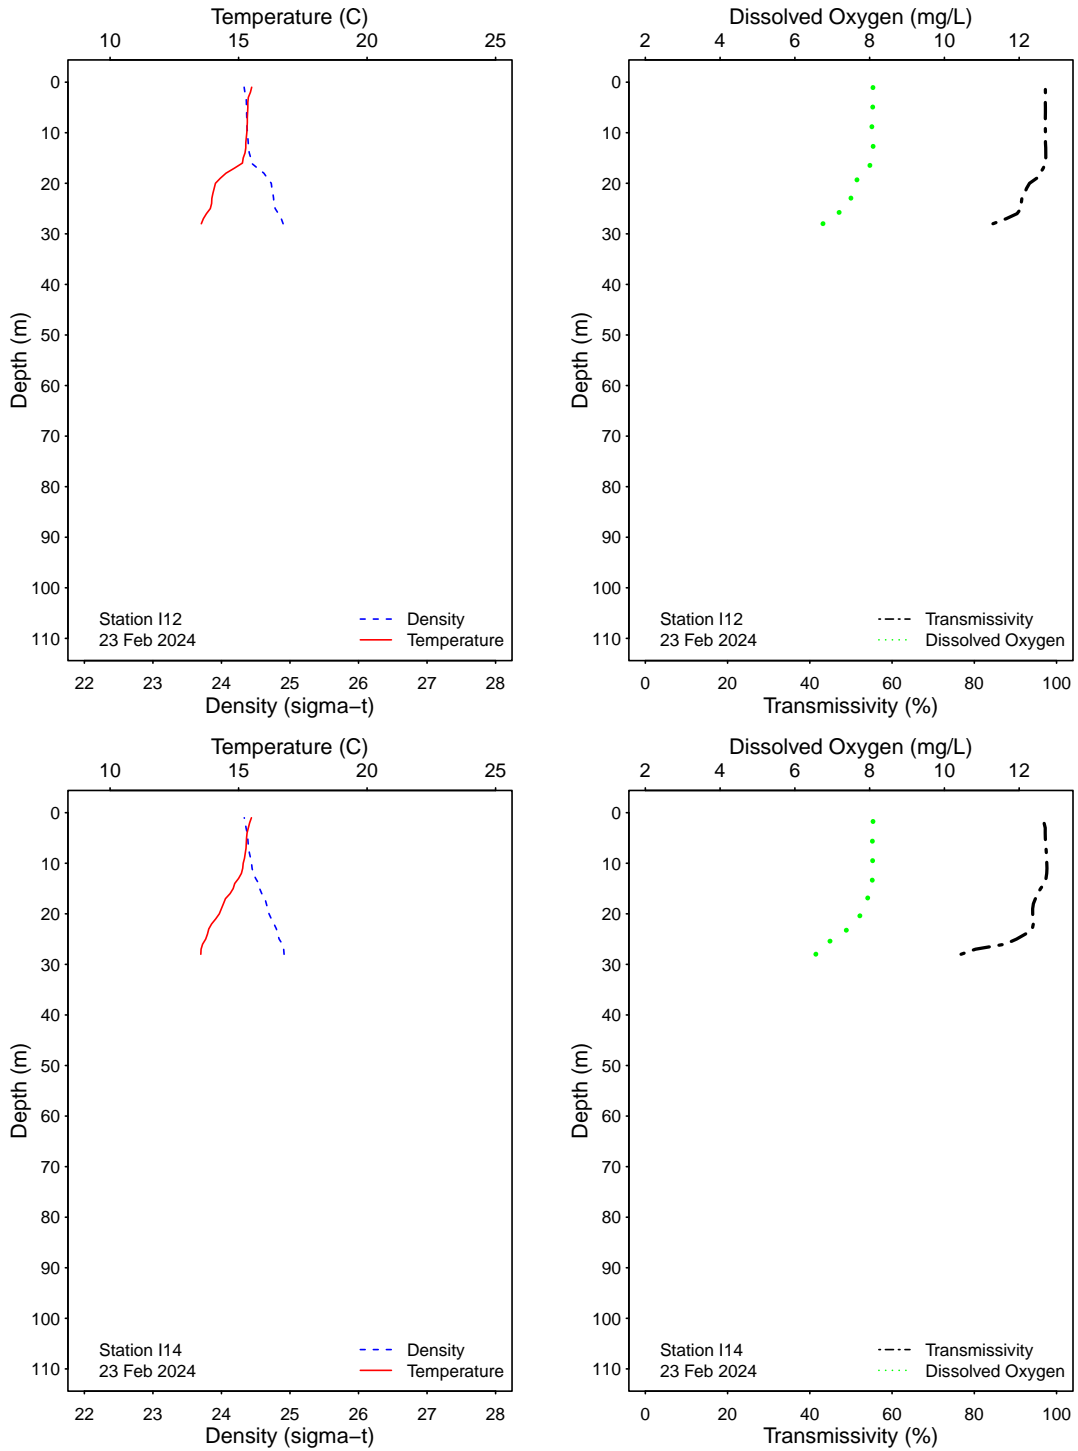 Temperature (C)
10 15 20 25
0
10
20
30
40
50
60
70
80
90
100
110
Depth (m)
Station I12
23 Feb 2024
Density
Temperature
22 23 24 25 26 27 28
Density (sigma−t)
Dissolved Oxygen (mg/L)
2 4 6 8 10 12
0
10
20
30
40
50
60
70
80
90
100
110
Depth (m)
Station I12
23 Feb 2024
Transmissivity
Dissolved Oxygen
0 20 40 60 80 100
Transmissivity (%)
Temperature (C)
10 15 20 25
0
10
20
30
40
50
60
70
80
90
100
110
Depth (m)
Station I14
23 Feb 2024
Density
Temperature
22 23 24 25 26 27 28
Density (sigma−t)
Dissolved Oxygen (mg/L)
2 4 6 8 10 12
0
10
20
30
40
50
60
70
80
90
100
110
Depth (m)
Station I14
23 Feb 2024
Transmissivity
Dissolved Oxygen
0 20 40 60 80 100
Transmissivity (%)